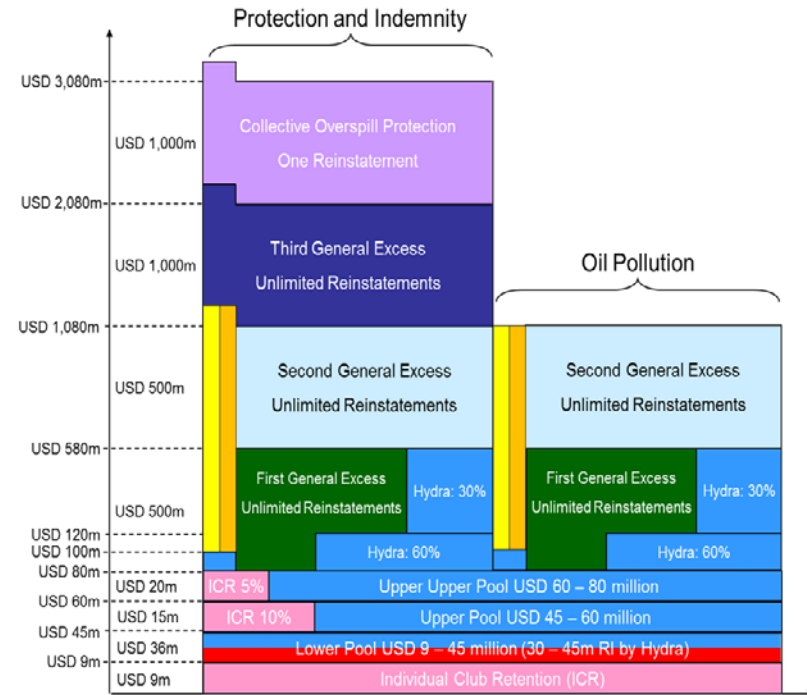 Protection and Indemnity
USD 3,080m
Collective Overspill Protection
One Reinstatement
USD 1,000m
USD 2,080m
Third General Excess
Unlimited Reinstatements
USD 1,000m
Oil Pollution
USD 1,080m
Second General Excess
Unlimited Reinstatements
Second General Excess
Unlimited Reinstatements
USD 500m
USD 580m
First General Excess
Unlimited Reinstatements
Hydra: 30%
First General Excess
Unlimited Reinstatements
Hydra: 30%
USD 500m
USD 120m
USD 100m
Hydra: 60%
Hydra: 60%
USD 80m
USD 20m
ICR 5%
Upper Upper Pool USD 60 – 80 million
USD 60m
USD 15m
ICR 10%
Upper Pool USD 45 – 60 million
USD 45m
USD 36m
Lower Pool USD 9 – 45 million (30 – 45m RI by Hydra)
USD 9m
USD 9m
Individual Club Retention (ICR)